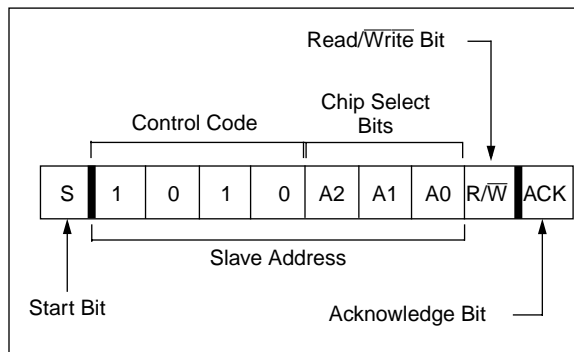 Read/Write Bit
Chip Select
Bits
Control Code
S 1 0 1 0 A2 A1 A0 R/W ACK
Slave Address
Start Bit
Acknowledge Bit